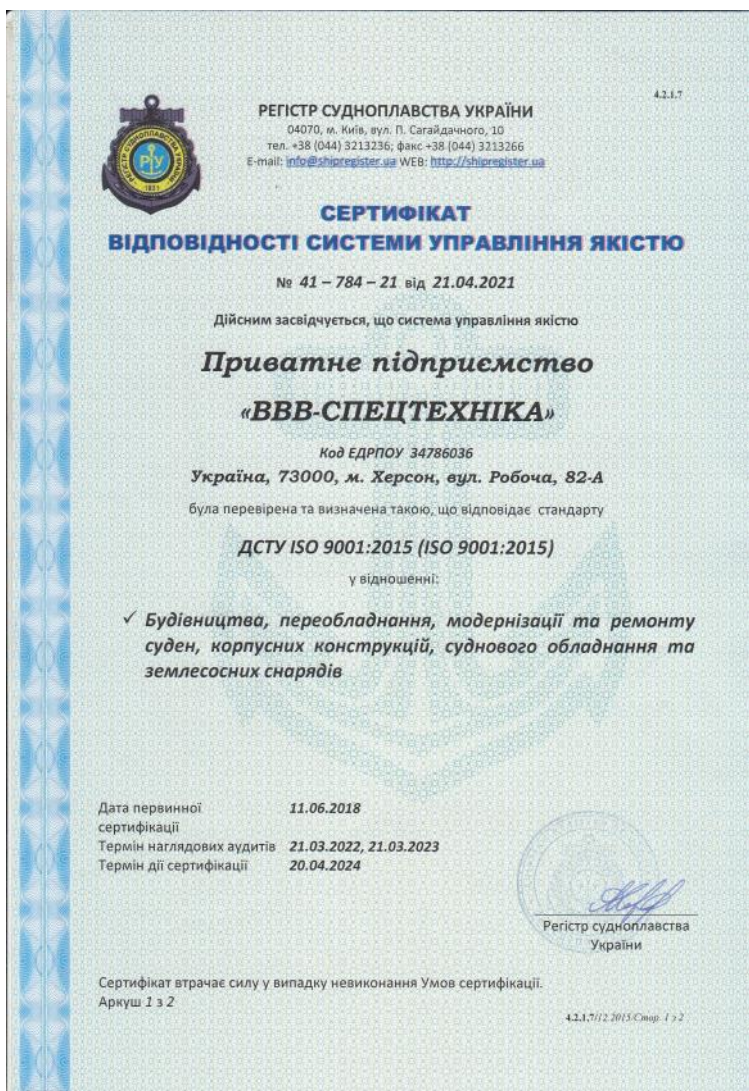 4.2.1.7
РЕГІСТР СУДНОПЛАВСТВА УКРАЇНИ
04070, м. Київ, вул. П. Сагайдачного, 10
тел. +38 (044) 3213236; факс +38 (044) 3213266
E-mail: info@shipregister.ua WEB: http://shipregister.ua
РЕГІСТР СУДНОПЛАВСТВА УКРАЇНИ
РУ
1921
СЕРТИФІКАТ
ВІДПОВІДНОСТІ СИСТЕМИ УПРАВЛІННЯ ЯКІСТЮ
№ 41 – 784 – 21 від 21.04.2021
Дійсним засвідчується, що система управління якістю
Приватне підприємство
«ВВВ-СПЕЦТЕХНІКА»
Код ЕДРПОУ 34786036
Україна, 73000, м. Херсон, вул. Робоча, 82-А
була перевірена та визначена такою, що відповідає стандарту
ДСТУ ISO 9001:2015 (ISO 9001:2015)
у відношенні:
✓ Будівництва, переобладнання, модернізації та ремонту
суден, корпусних конструкцій, суднового обладнання та
землесосних снарядів
Дата первинної 11.06.2018
сертифікації
Термін наглядових аудитів 21.03.2022, 21.03.2023
Термін дії сертифікації 20.04.2024
Регістр судноплавства
України
Сертифікат втрачає силу у випадку невиконання Умов сертифікації.
Аркуш 1 з 2
4.2.1.7/12.2015/Стор. 1 з 2